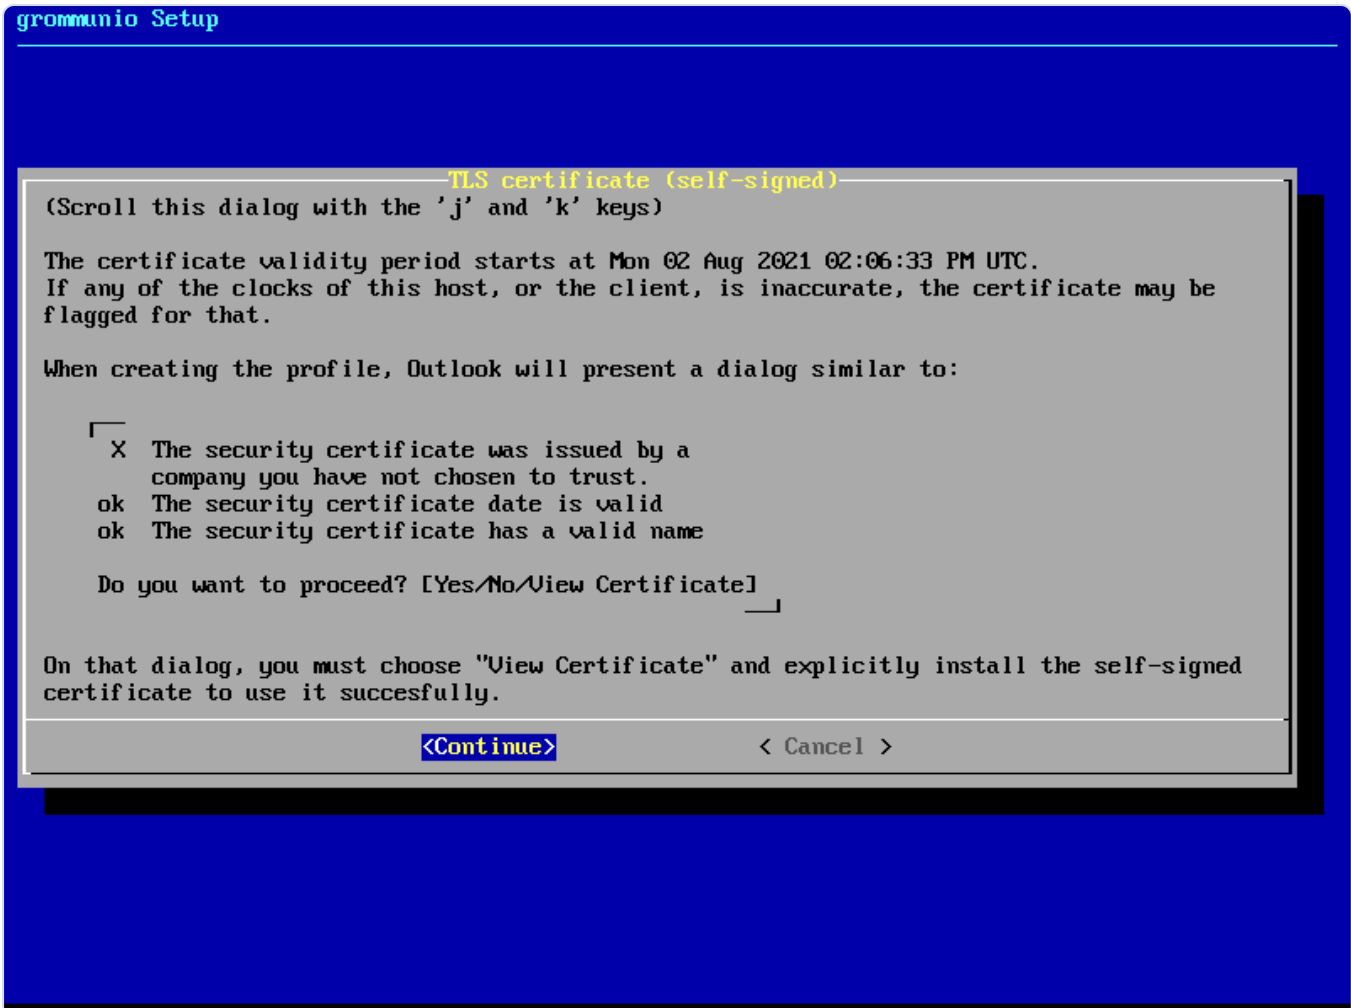 grommunio Setup
TLS certificate (self-signed)
(Scroll this dialog with the 'j' and 'k' keys)
The certificate validity period starts at Mon 02 Aug 2021 02:06:33 PM UTC.
If any of the clocks of this host, or the client, is inaccurate, the certificate may be
flagged for that.
When creating the profile, Outlook will present a dialog similar to:
X The security certificate was issued by a
company you have not chosen to trust.
ok The security certificate date is valid
ok The security certificate has a valid name
Do you want to proceed? [Yes/No/View Certificate]
On that dialog, you must choose "View Certificate" and explicitly install the self-signed
certificate to use it succesfully.
<Continue> < Cancel >